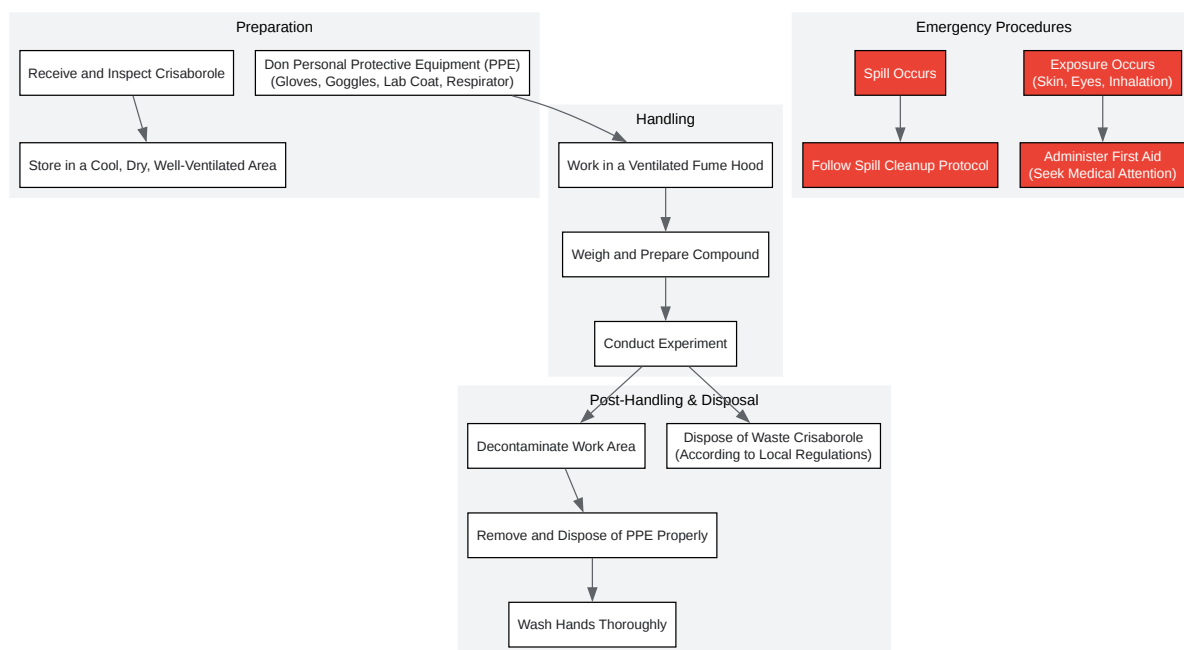 Preparation
Receive and Inspect Crisaborole
Don Personal Protective Equipment (PPE)
(Gloves, Goggles, Lab Coat, Respirator)
Store in a Cool, Dry, Well-Ventilated Area
Handling
Work in a Ventilated Fume Hood
Weigh and Prepare Compound
Conduct Experiment
Post-Handling & Disposal
Decontaminate Work Area
Dispose of Waste Crisaborole
(According to Local Regulations)
Remove and Dispose of PPE Properly
Wash Hands Thoroughly
Emergency Procedures
Spill Occurs
Exposure Occurs
(Skin, Eyes, Inhalation)
Follow Spill Cleanup Protocol
Administer First Aid
(Seek Medical Attention)